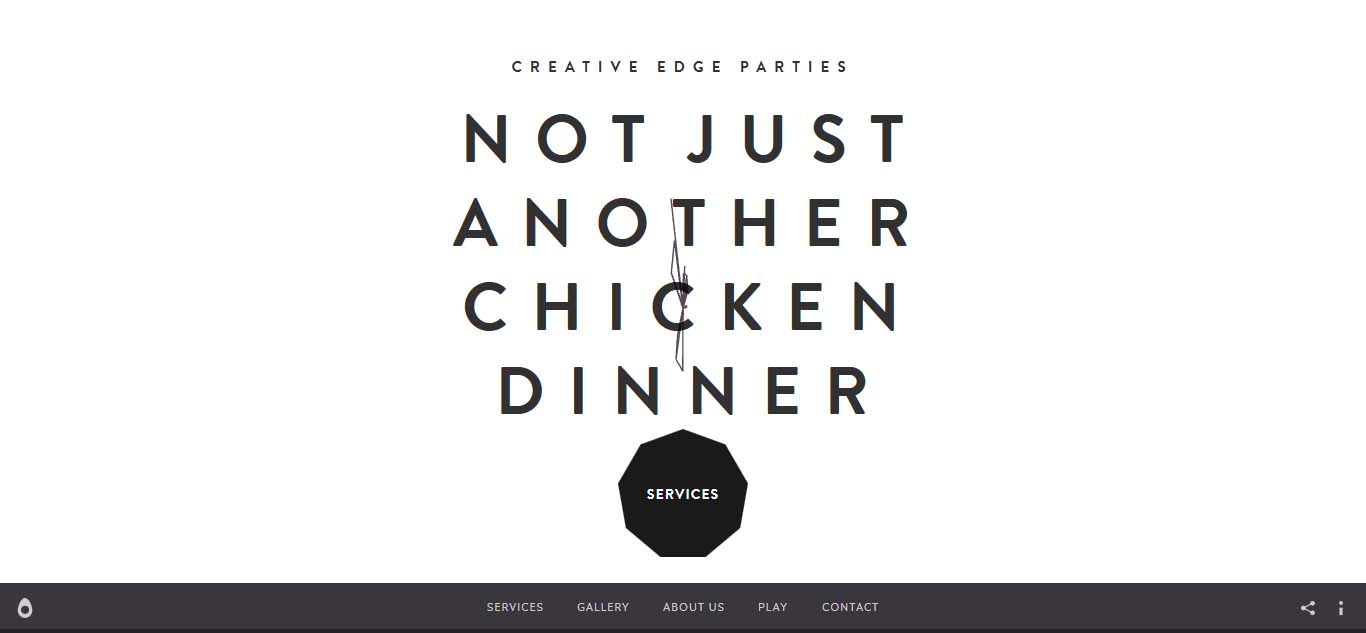 CREATIVE EDGE PARTIES
NOT JUST
ANOTHER
CHICKEN
DINNER
SERVICES
SERVICES GALLERY ABOUT US PLAY CONTACT